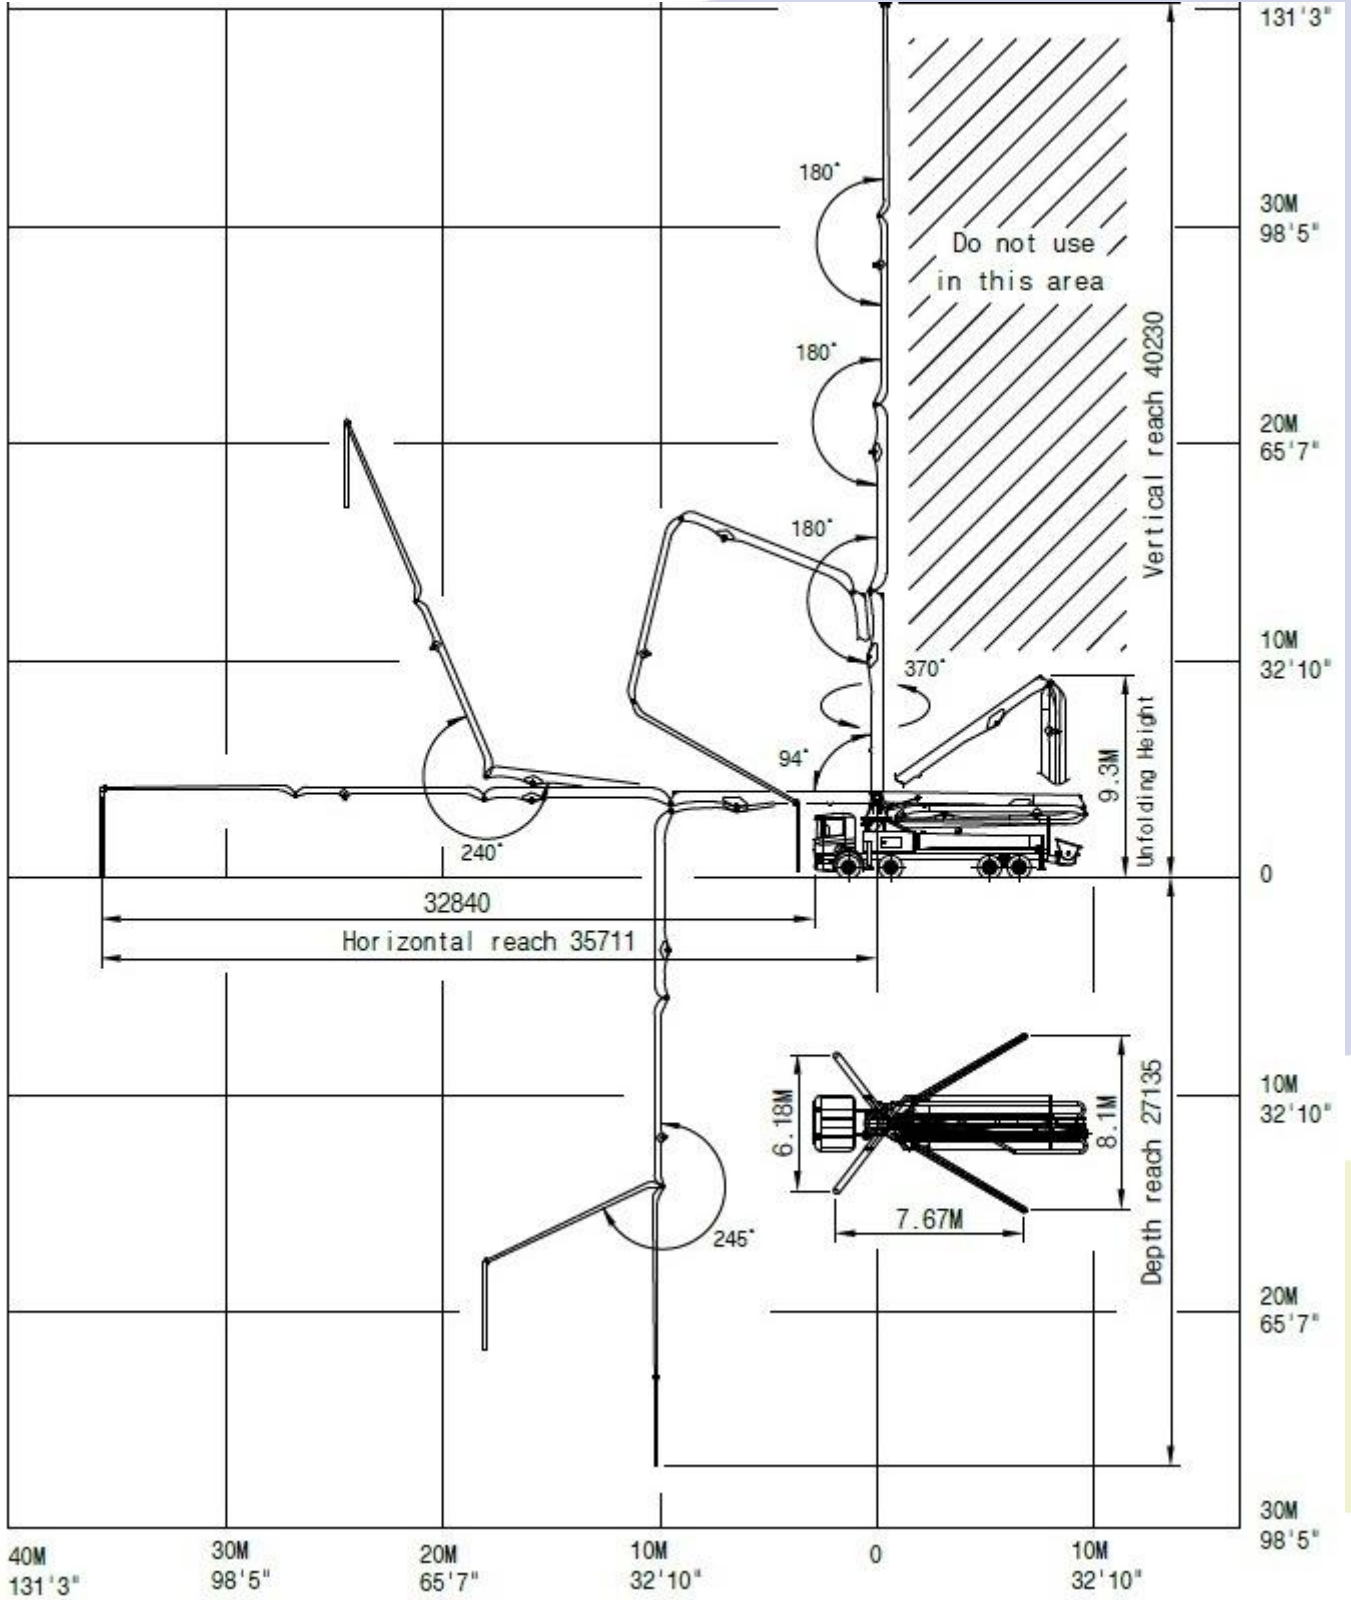 131'3"
180°
30M
98'5"
Do not use
in this area
180°
Vertical reach 40230
20M
65'7"
180°
10M
32'10"
370°
94°
9.3M
Unfolding Height
240°
0
32840
Horizontal reach 35711
6.18M
8.1M
Depth reach 27135
10M
32'10"
7.67M
245°
20M
65'7"
30M
98'5"
40M
131'3"
30M
98'5"
20M
65'7"
10M
32'10"
0
10M
32'10"